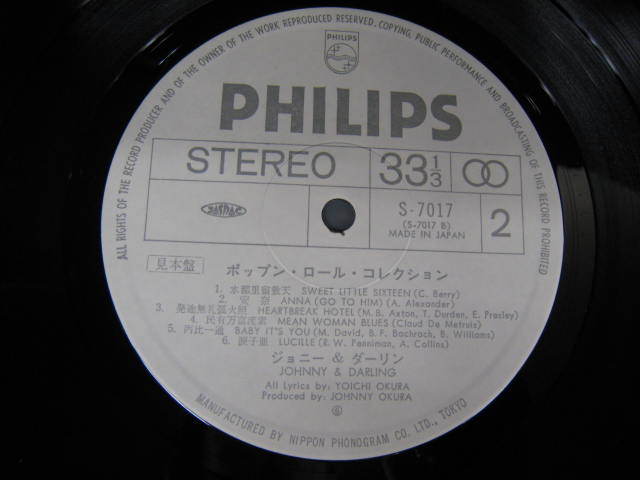 ALL RIGHTS OF THE RECORD PRODUCER AND OF THE OWNER OF THE WORK REPRODUCED RESERVED. COPYING, PUBLIC PERFORMANCE AND BROADCASTING OF THIS RECORD PROHIBITED
PHILIPS
PHILIPS
STEREO 33 1/3
S-7017
(S-7017 B)
MADE IN JAPAN
2
見本盤
ポップン・ロール・コレクション
1. SWEET LITTLE SIXTEEN (C. Berry)
2. 安奈 ANNA (GO TO HIM) (A. Alexander)
3. HEARTBREAK HOTEL (M. B. Axton, T. Durden, E. Presley)
4. MEAN WOMAN BLUES (Claud De Metruis)
5. BABY IT'S YOU (M. David, B. F. Bachrach, B. Williams)
6. LUCILLE (R. W. Penniman, A. Collins)
ジョニー & ダーリン
JOHNNY & DARLING
All Lyrics by: YOICHI OKURA
Produced by: JOHNNY OKURA
MANUFACTURED BY NIPPON PHONOGRAM CO. LTD., TOKYO